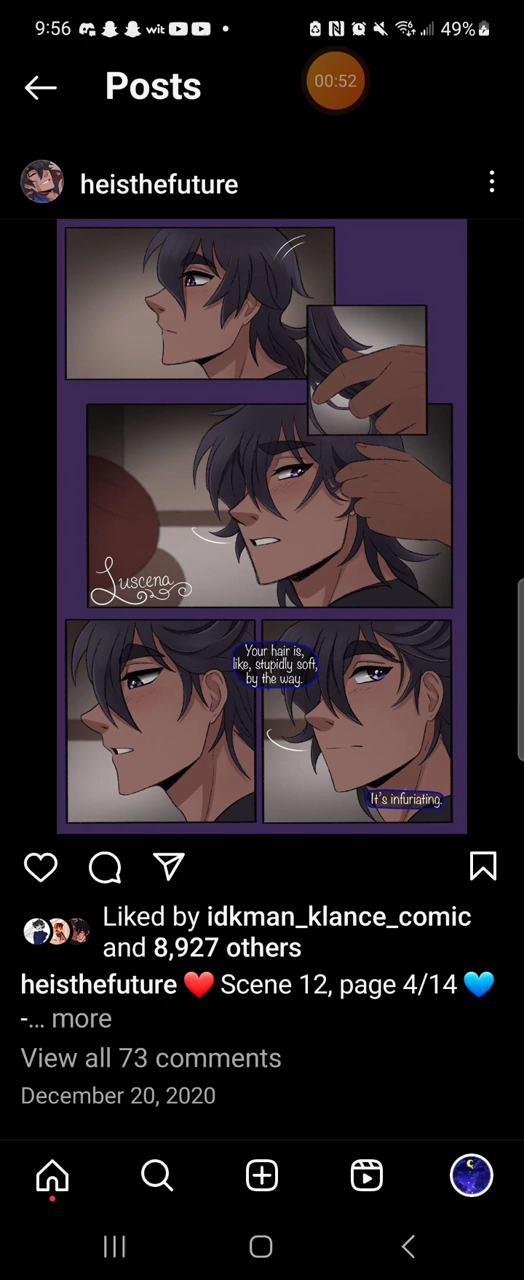 9:56
wit
49%
Posts
00:52
heisthefuture
Luscena
Your hair is,
like, stupidly soft,
by the way.
It's infuriating.
Liked by idkman_klance_comic
and 8,927 others
heisthefuture ❤️ Scene 12, page 4/14 💙
-... more
View all 73 comments
December 20, 2020